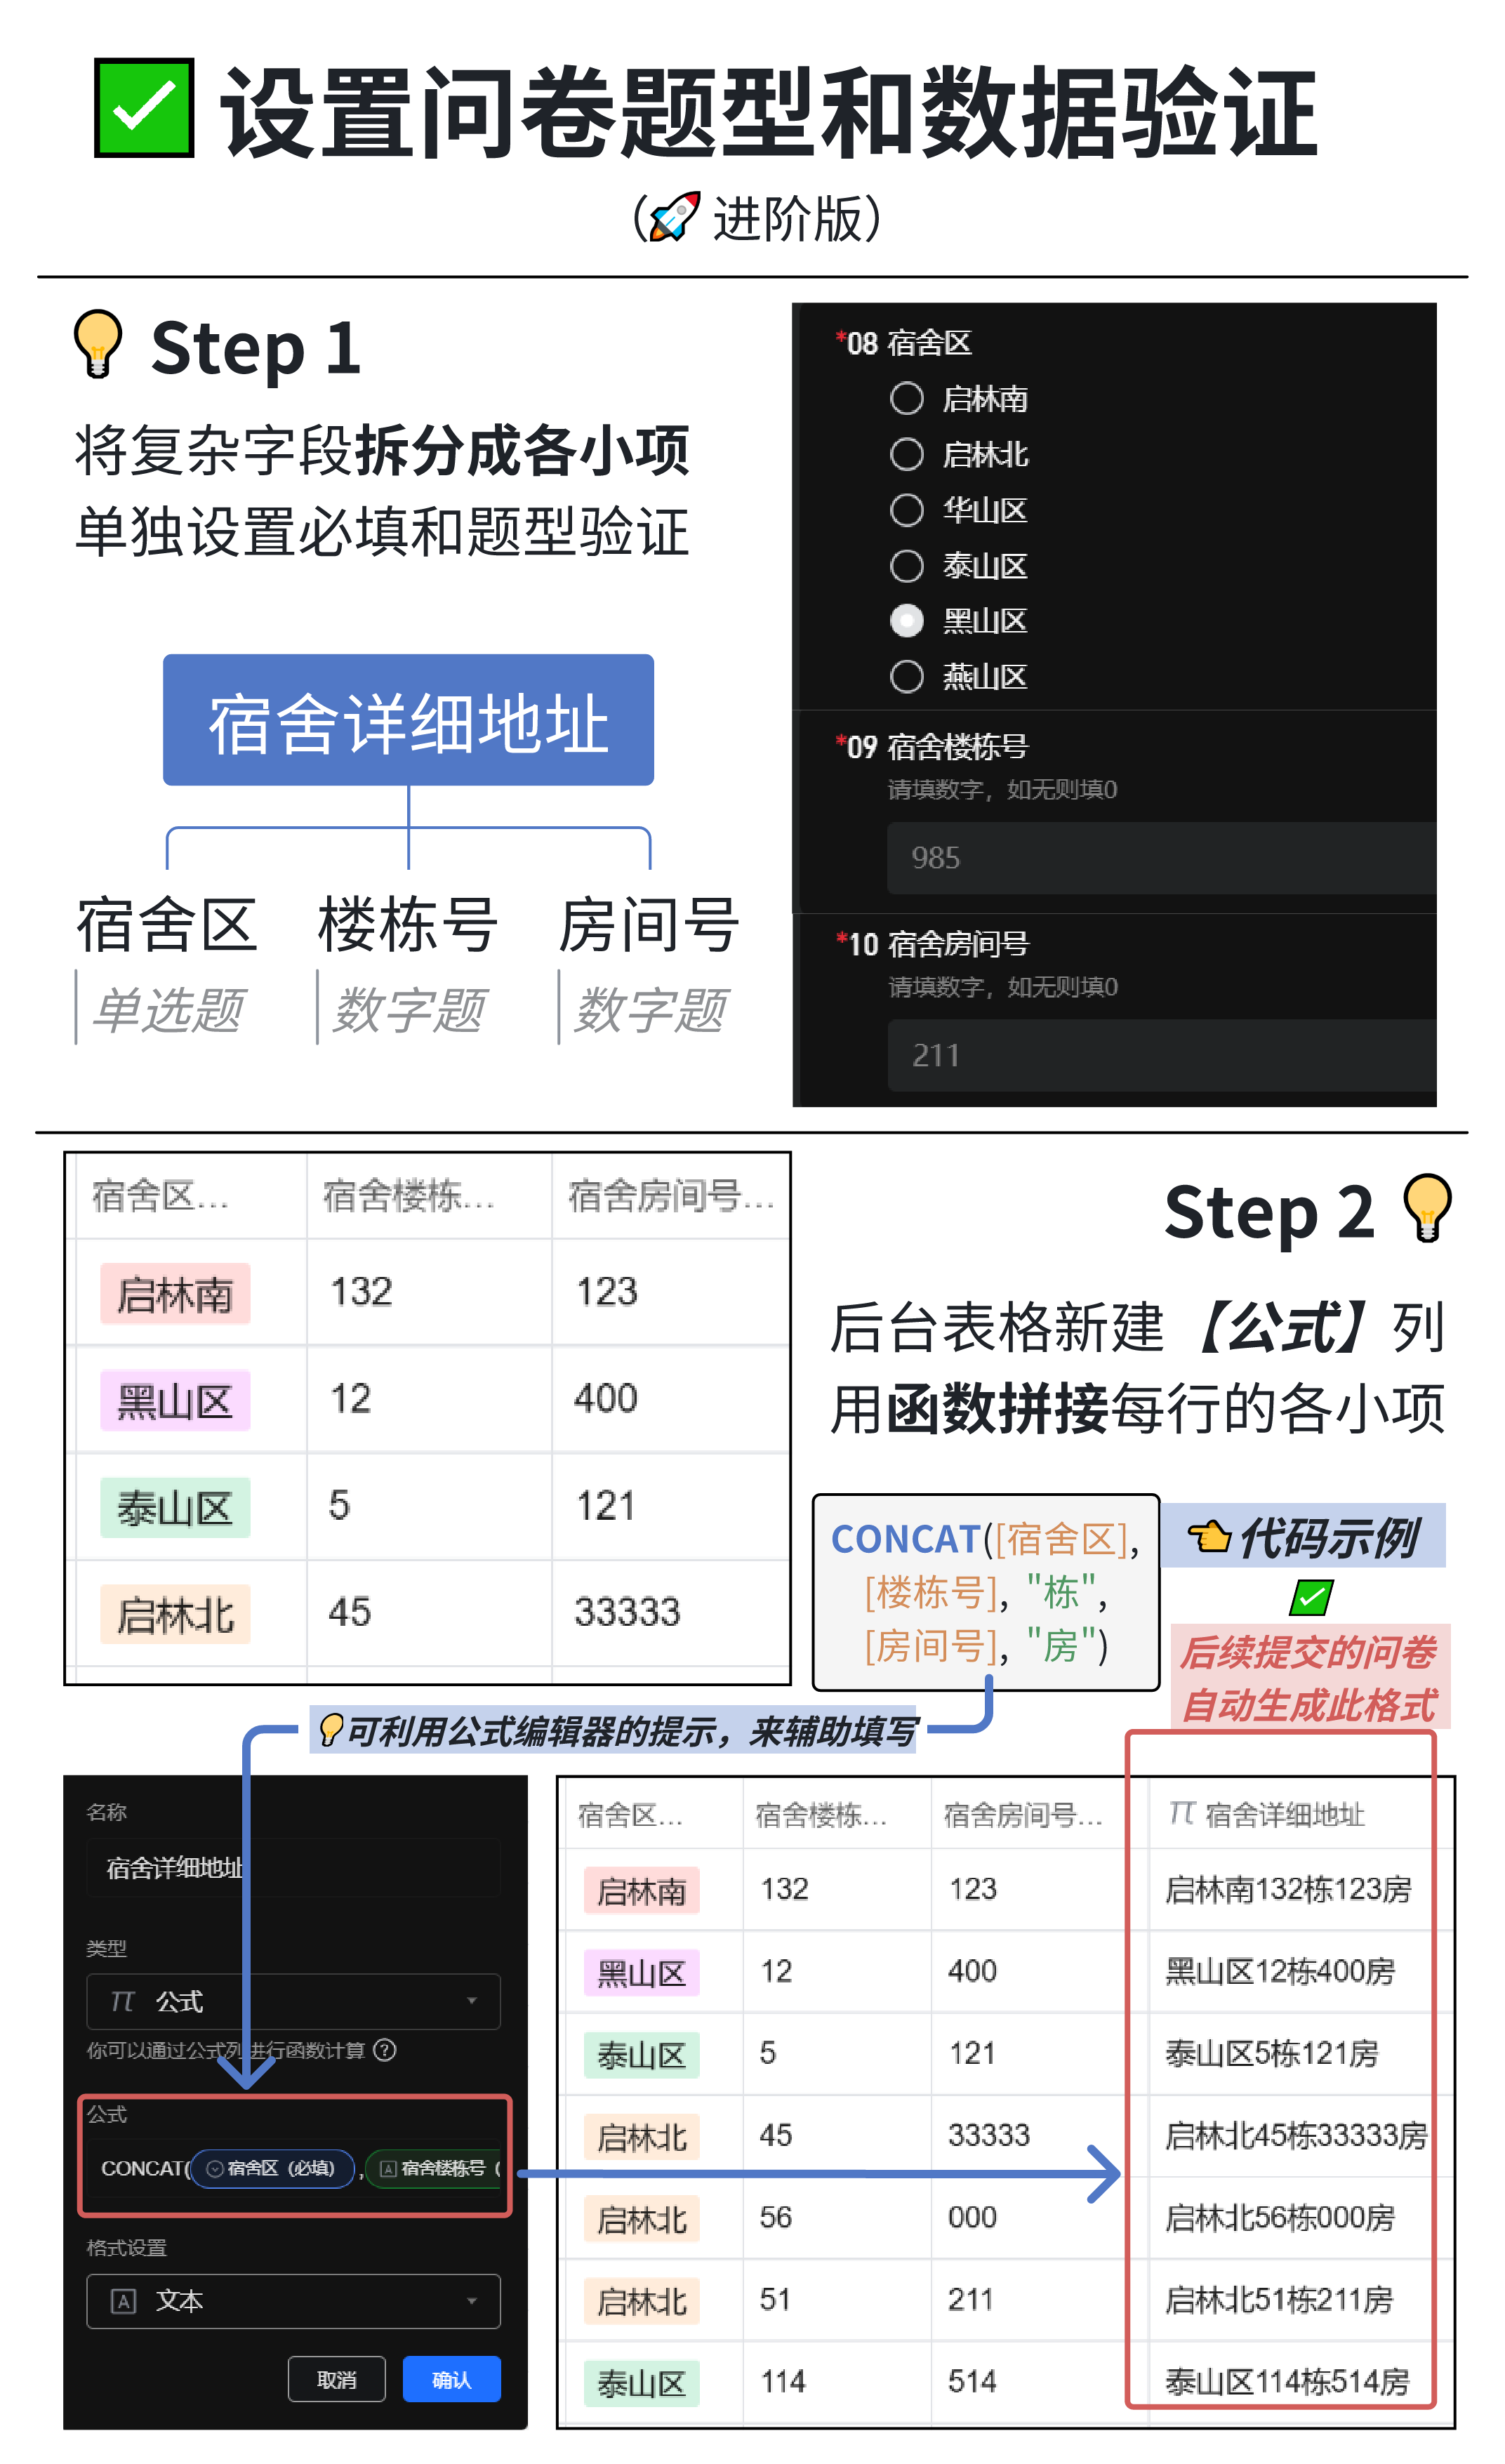 ✅ 设置问卷题型和数据验证
(🚀 进阶版)
💡 Step 1
将复杂字段拆分成各小项
单独设置必填和题型验证
宿舍详细地址
宿舍区 楼栋号 房间号
单选题 数字题 数字题
*08 宿舍区
启林南
启林北
华山区
泰山区
黑山区
燕山区
*09 宿舍楼栋号
请填数字，如无则填0
985
*10 宿舍房间号
请填数字，如无则填0
211
宿舍区... 宿舍楼栋... 宿舍房间号...
启林南 132 123
黑山区 12 400
泰山区 5 121
启林北 45 33333
Step 2 💡
后台表格新建【公式】列
用函数拼接每行的各小项
CONCAT([宿舍区],
[楼栋号], "栋",
[房间号], "房")
👈代码示例
✅
后续提交的问卷
自动生成此格式
💡可利用公式编辑器的提示，来辅助填写
名称
宿舍详细地址
类型
公式
你可以通过公式列进行函数计算
公式
CONCAT( 宿舍区（必填） , 宿舍楼栋号（
格式设置
文本
取消 确认
宿舍区... 宿舍楼栋... 宿舍房间号... 宿舍详细地址
启林南 132 123 启林南132栋123房
黑山区 12 400 黑山区12栋400房
泰山区 5 121 泰山区5栋121房
启林北 45 33333 启林北45栋33333房
启林北 56 000 启林北56栋000房
启林北 51 211 启林北51栋211房
泰山区 114 514 泰山区114栋514房